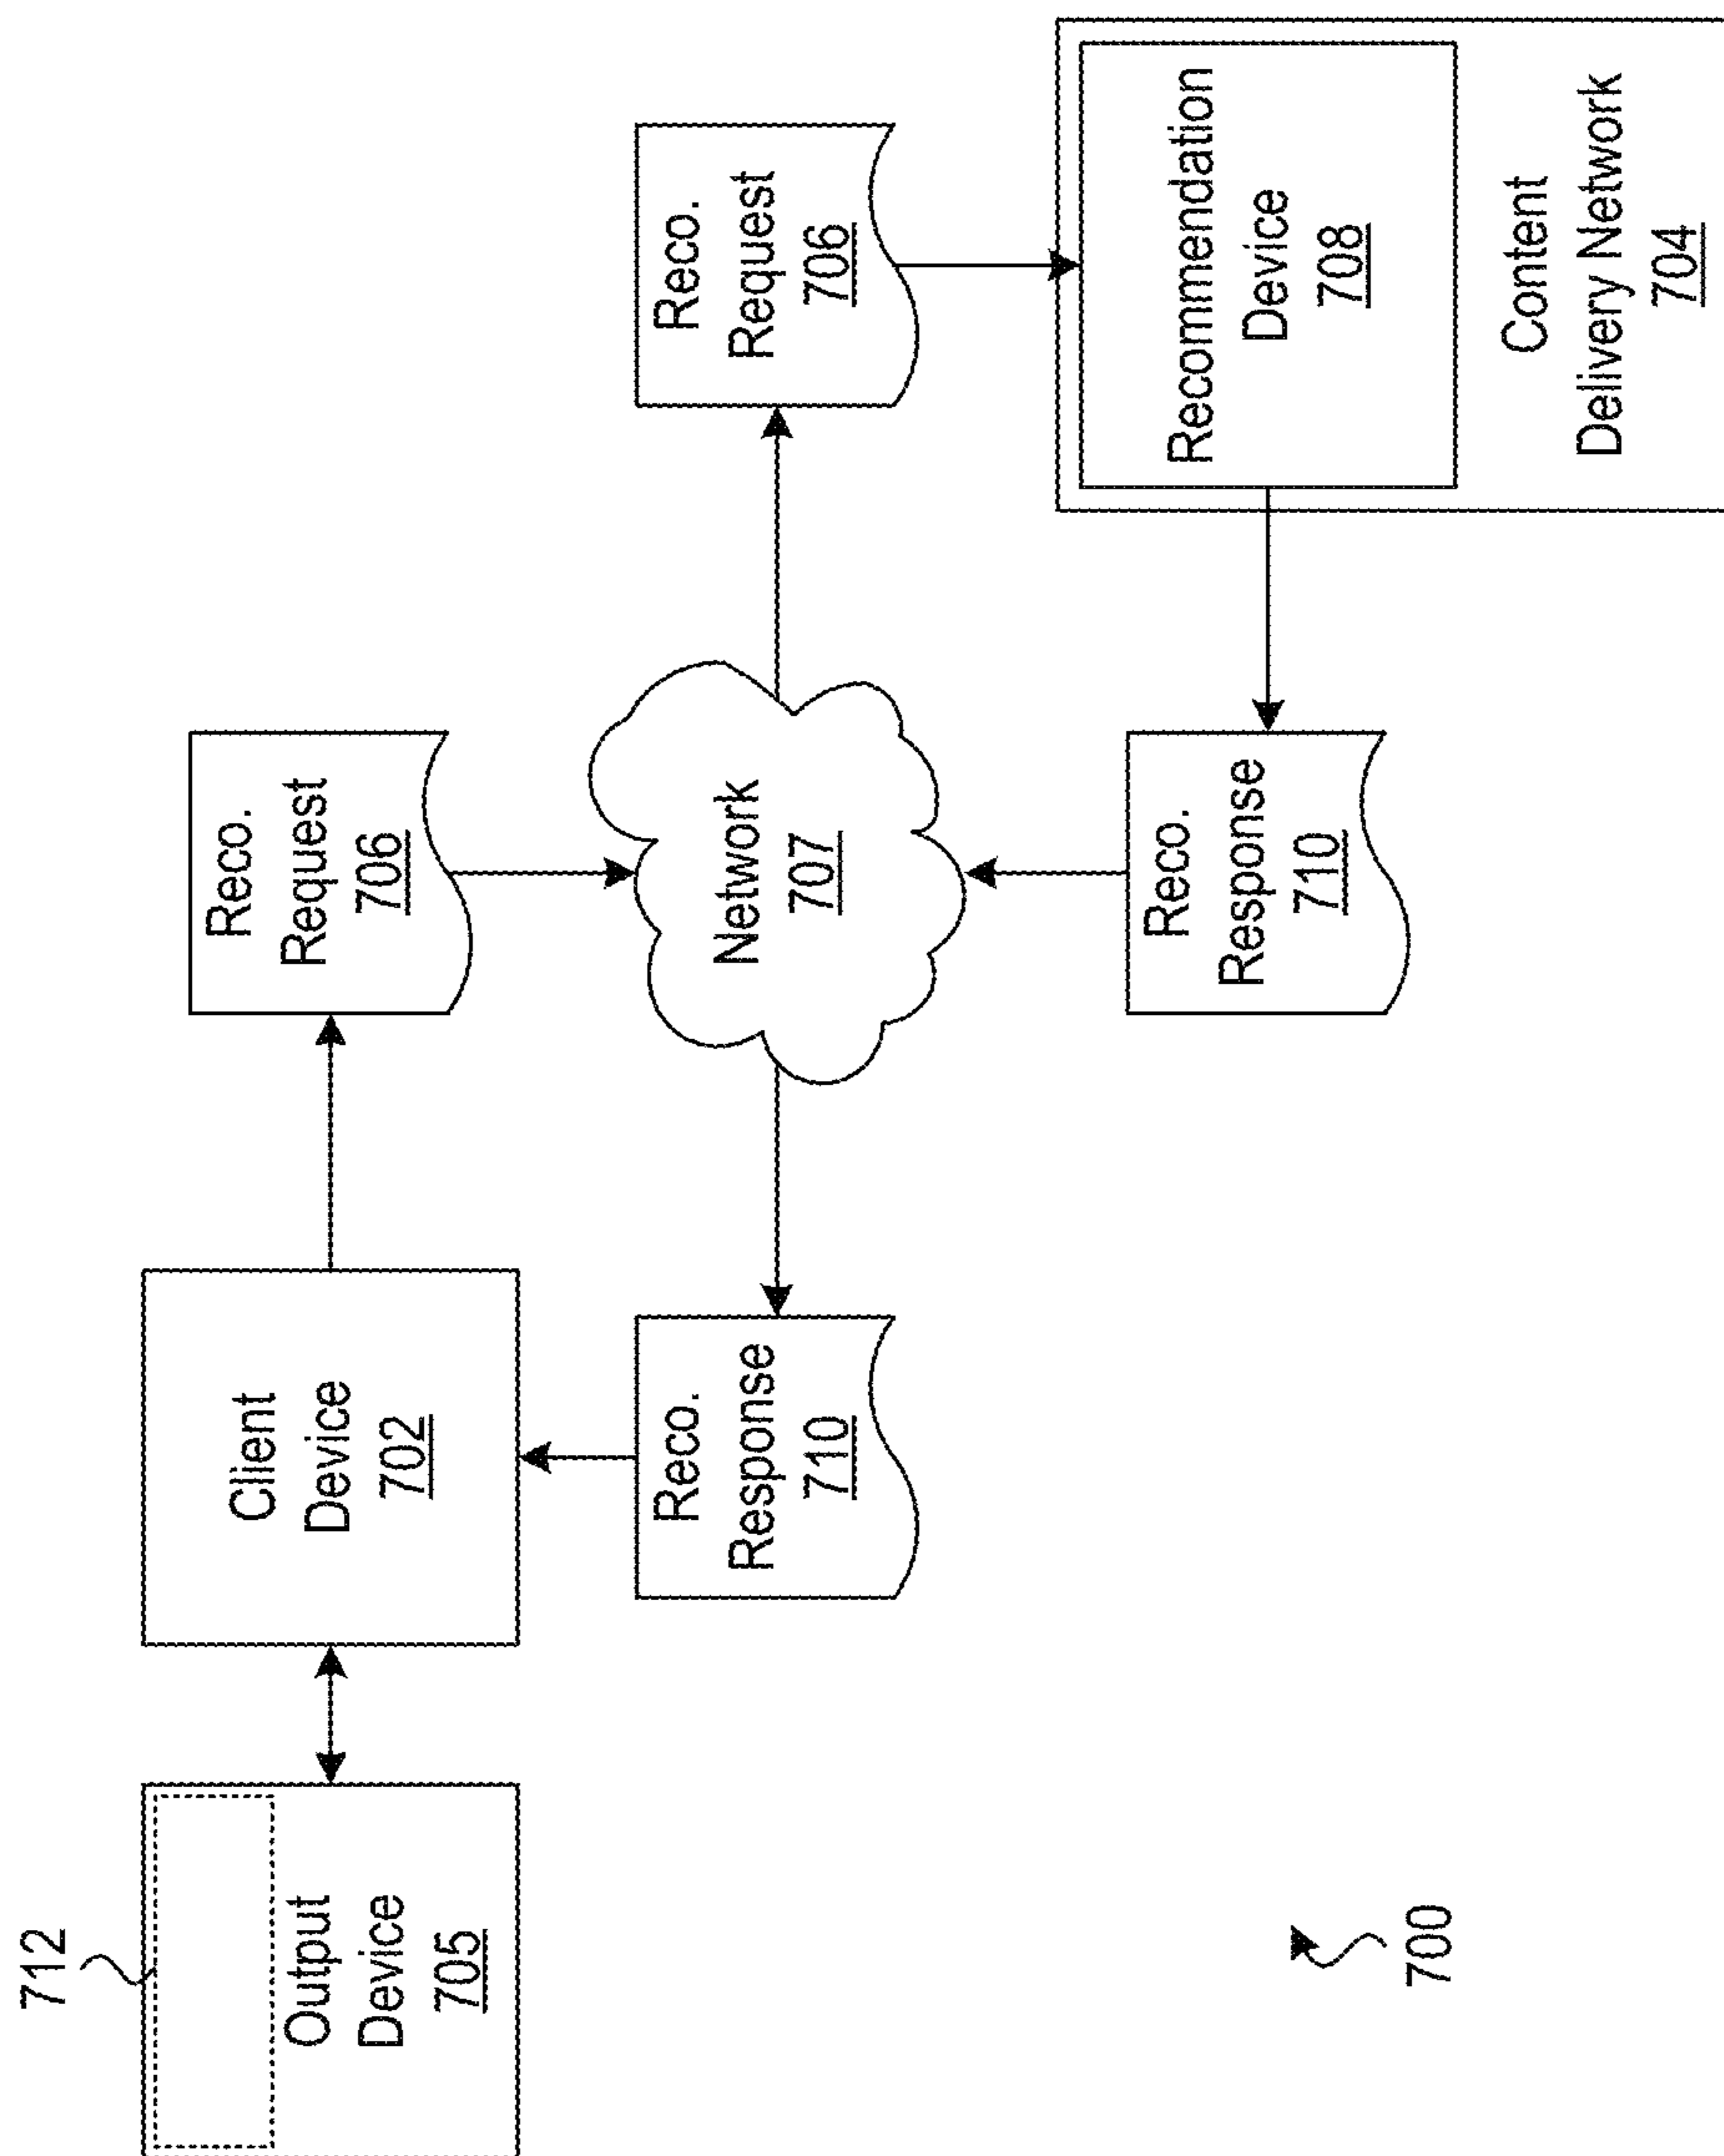 712
Output
Device
705
Client
Device
702
Reco.
Request
706
Reco.
Response
710
Network
707
Reco.
Request
706
Reco.
Response
710
Recommendation
Device
708
Content
Delivery Network
704
700